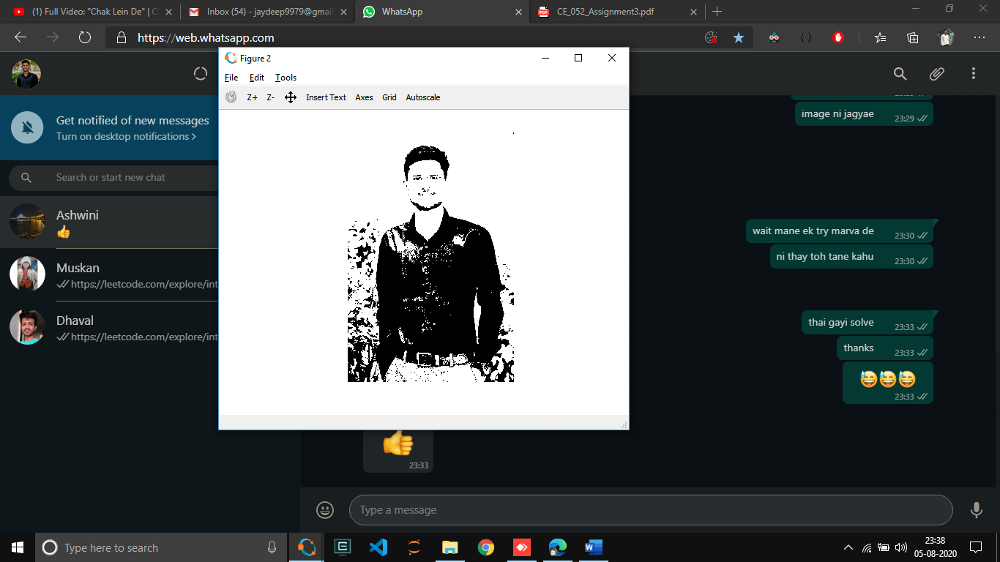 (1) Full Video: "Chak Lein De" | C
Inbox (54) - jaydeep9979@gmai
WhatsApp
CE_052_Assignment3.pdf
https://web.whatsapp.com
Figure 2
File Edit Tools
Z+ Z- Insert Text Axes Grid Autoscale
Get notified of new messages
Turn on desktop notifications >
Search or start new chat
Ashwini
Muskan
https://leetcode.com/explore/int
Dhaval
https://leetcode.com/explore/int
image ni jagyae 23:29
wait mane ek try marva de 23:30
ni thay toh tane kahu 23:30
thai gayi solve 23:33
thanks 23:33
😅😅😅
23:33
👍
23:33
Type a message
Type here to search
23:38
05-08-2020